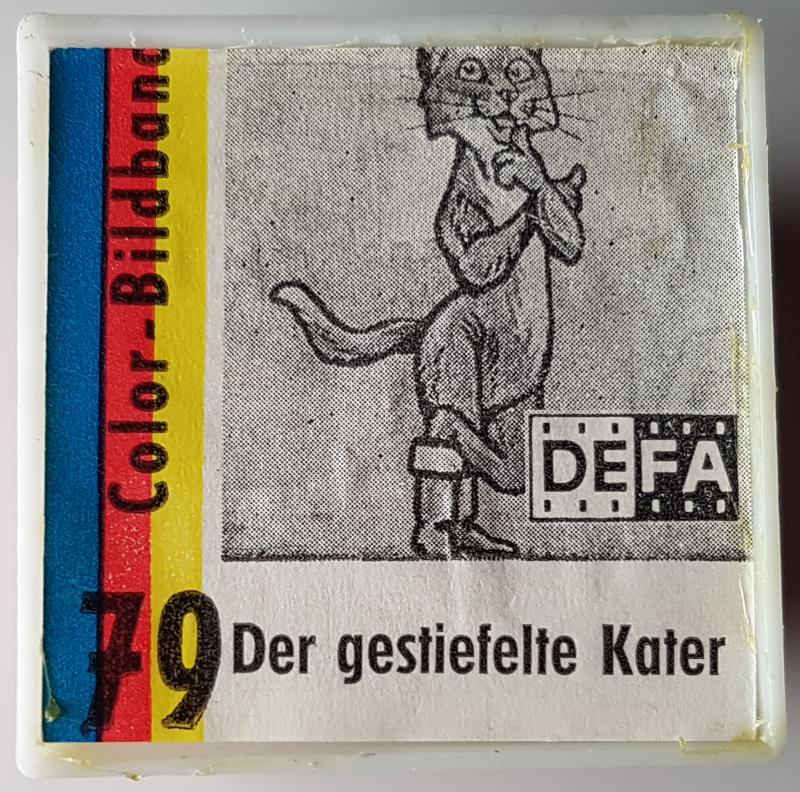 Color-Bildband
DEFA
79 Der gestiefelte Kater